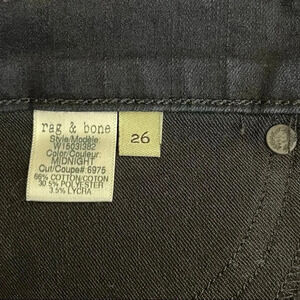 rag & bone
Style/Modèle:
W1503I382
Color/Couleur:
MIDNIGHT
Cut/Coupe#:6975
66% COTTON/COTON
30.5% POLYESTER
3.5% LYCRA
26